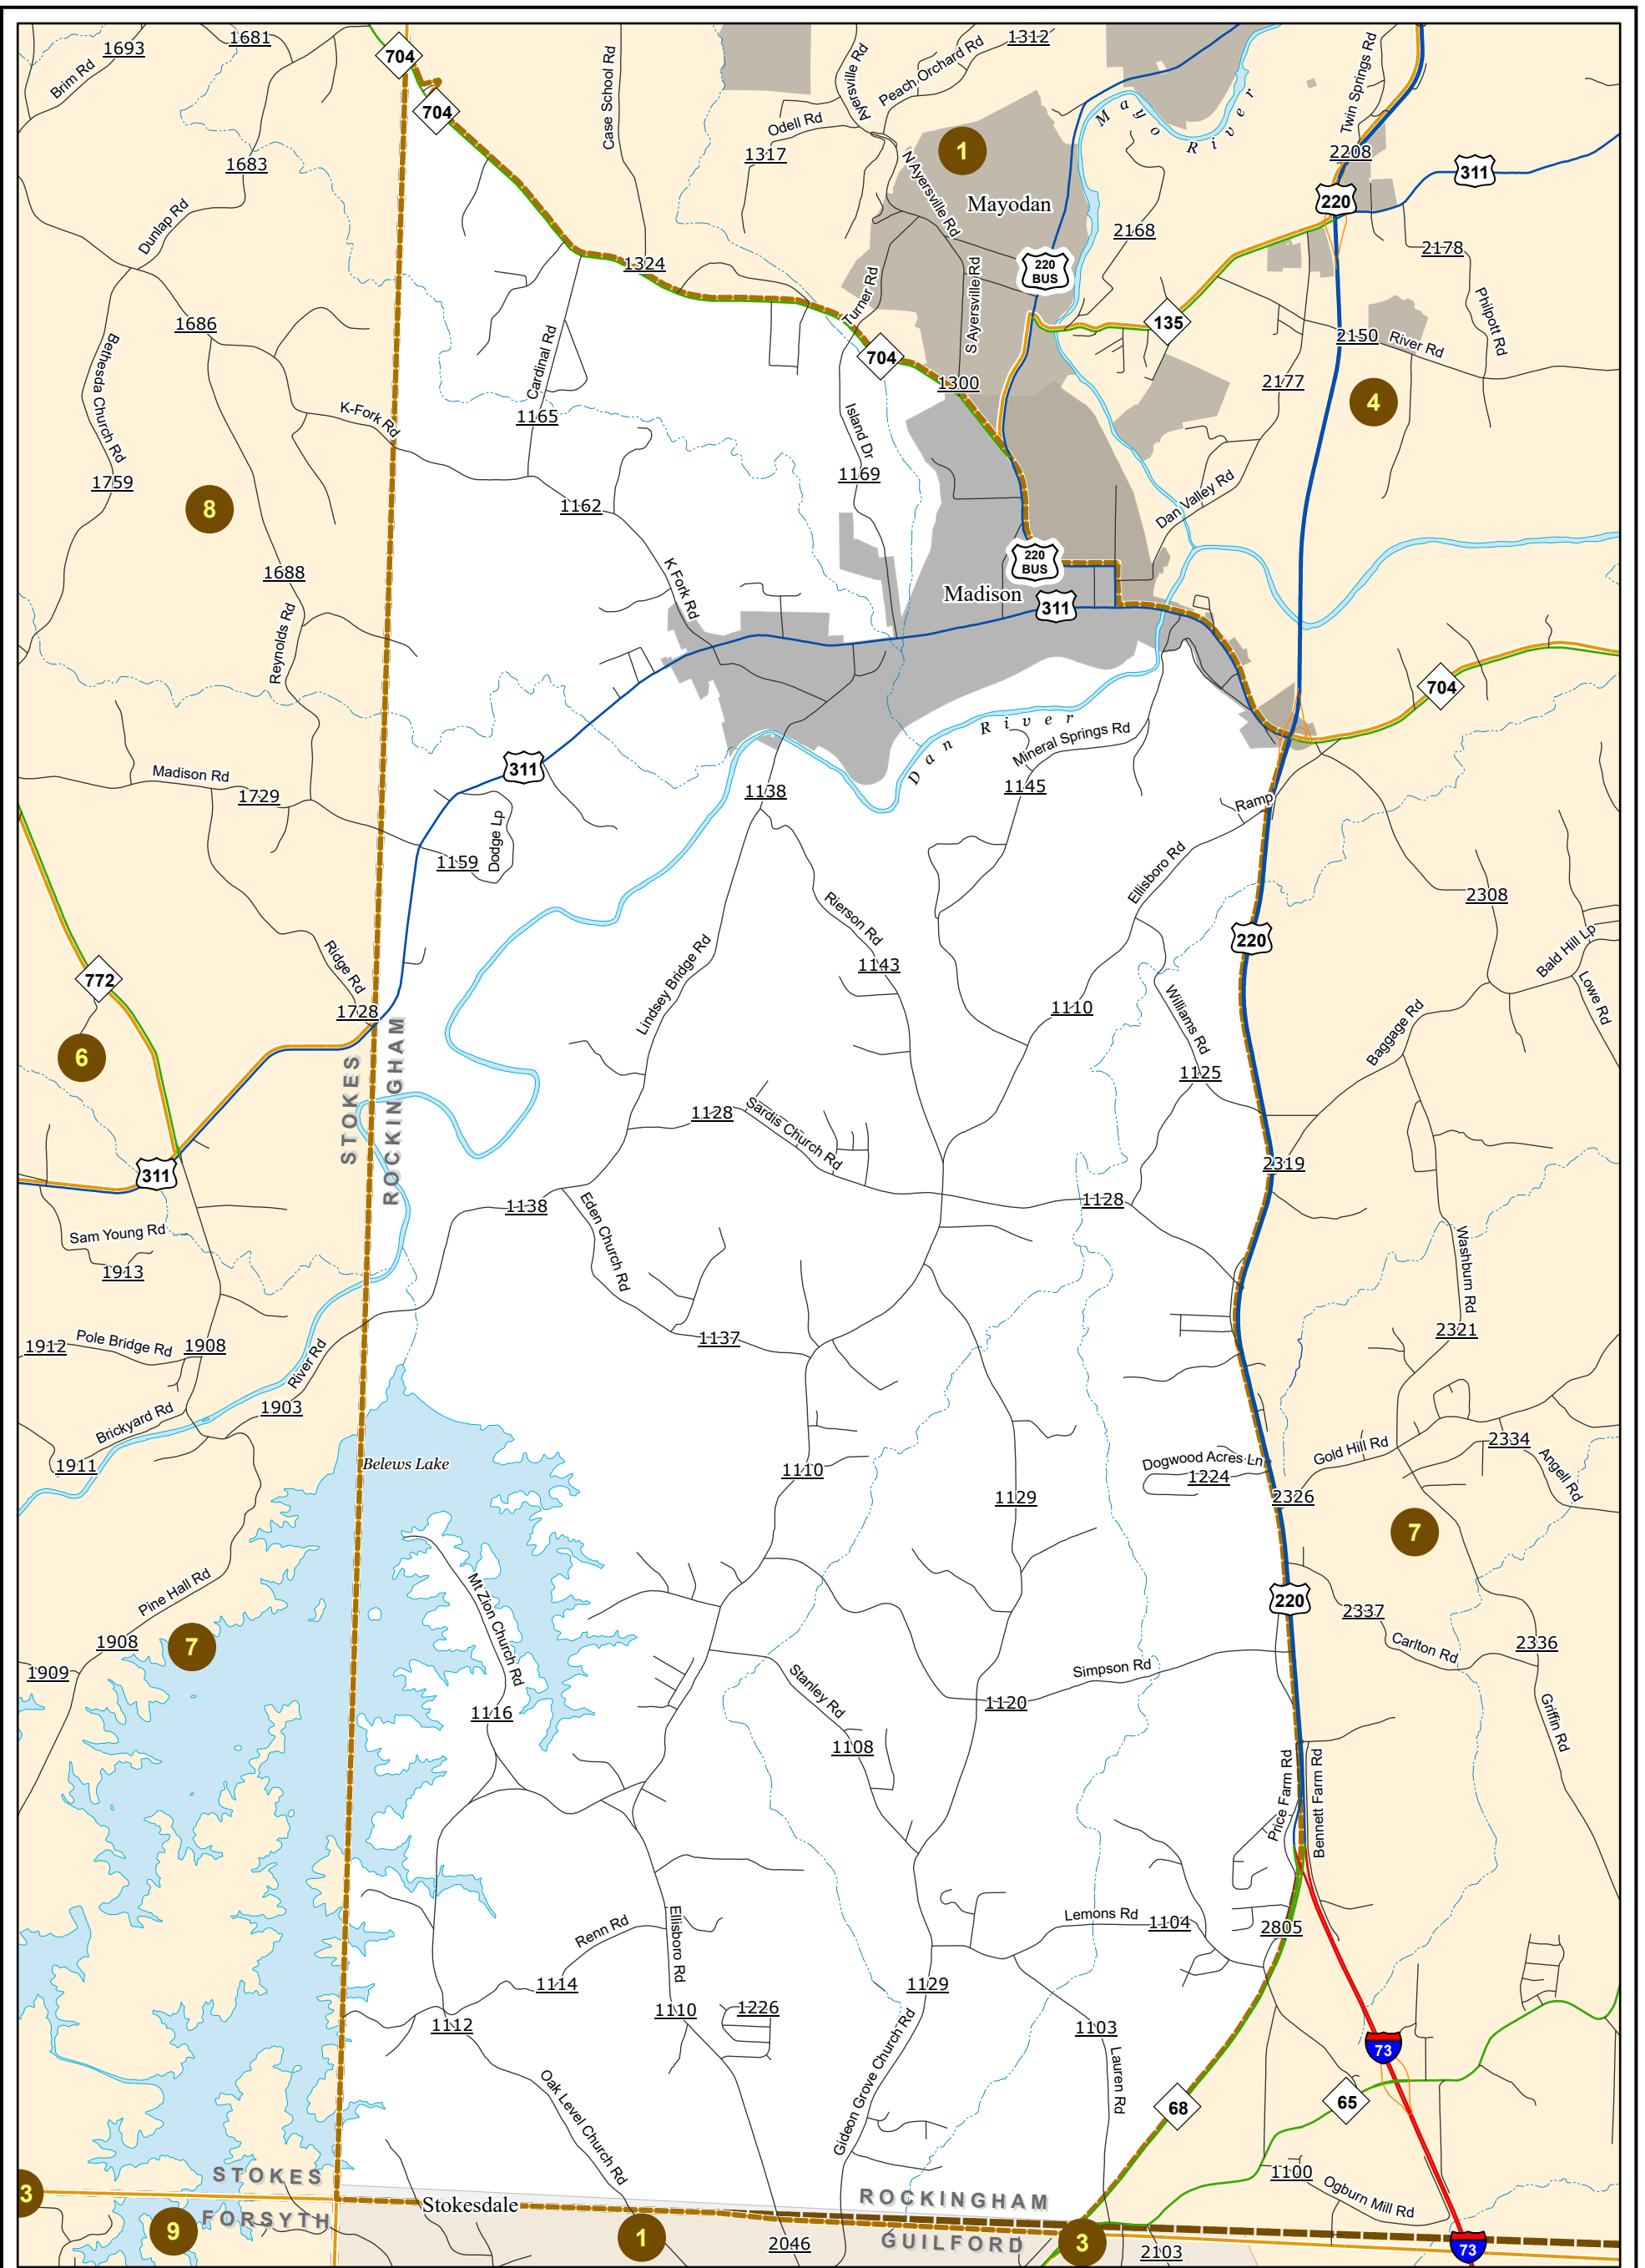 1693
1681
704
Brim Rd
Case School Rd
Ayersville Rd
Peach Orchard Rd
1312
Twin Springs Rd
704
Mayo River
Odell Rd
1317
1
N Ayersville Rd
2208
311
1683
220
Dunlap Rd
Mayodan
2168
2178
1324
220 BUS
S Ayersville Rd
Turner Rd
Philpott Rd
1686
135
2150
River Rd
Bethesda Church Rd
Cardinal Rd
704
1300
2177
4
K-Fork Rd
1165
Island Dr
1759
1169
8
1162
Dan Valley Rd
1688
K Fork Rd
220 BUS
Madison
311
Reynolds Rd
704
Dan River
Mineral Springs Rd
Madison Rd
311
1729
1138
1145
Ramp
Dodge Lp
1159
Ellisboro Rd
2308
Rierson Rd
220
Bald Hill Lp
Ridge Rd
772
Lindsey Bridge Rd
1143
Lowe Rd
1728
1110
Williams Rd
Baggage Rd
6
STOKES
ROCKINGHAM
1125
1128
Sardis Church Rd
311
2319
1138
1128
Sam Young Rd
Eden Church Rd
Washburn Rd
1913
1912
Pole Bridge Rd
1908
1137
2321
River Rd
1903
Brickyard Rd
1911
Belews Lake
1110
Dogwood Acres Ln
1224
Gold Hill Rd
2334
Angell Rd
1129
2326
7
Mt Zion Church Rd
Pine Hall Rd
220
2337
1908
7
Carlton Rd
2336
1909
Simpson Rd
Stanley Rd
1120
1116
Griffin Rd
1108
Price Farm Rd
Bennett Farm Rd
Lemons Rd
1104
2805
Renn Rd
Ellisboro Rd
1114
1129
1110
1226
1112
1103
73
Lauren Rd
Oak Level Church Rd
Gideon Grove Church Rd
68
65
1100
Ogburn Mill Rd
3
STOKES
FORSYTH
Stokesdale
ROCKINGHAM
GUILFORD
9
1
2046
3
2103
73